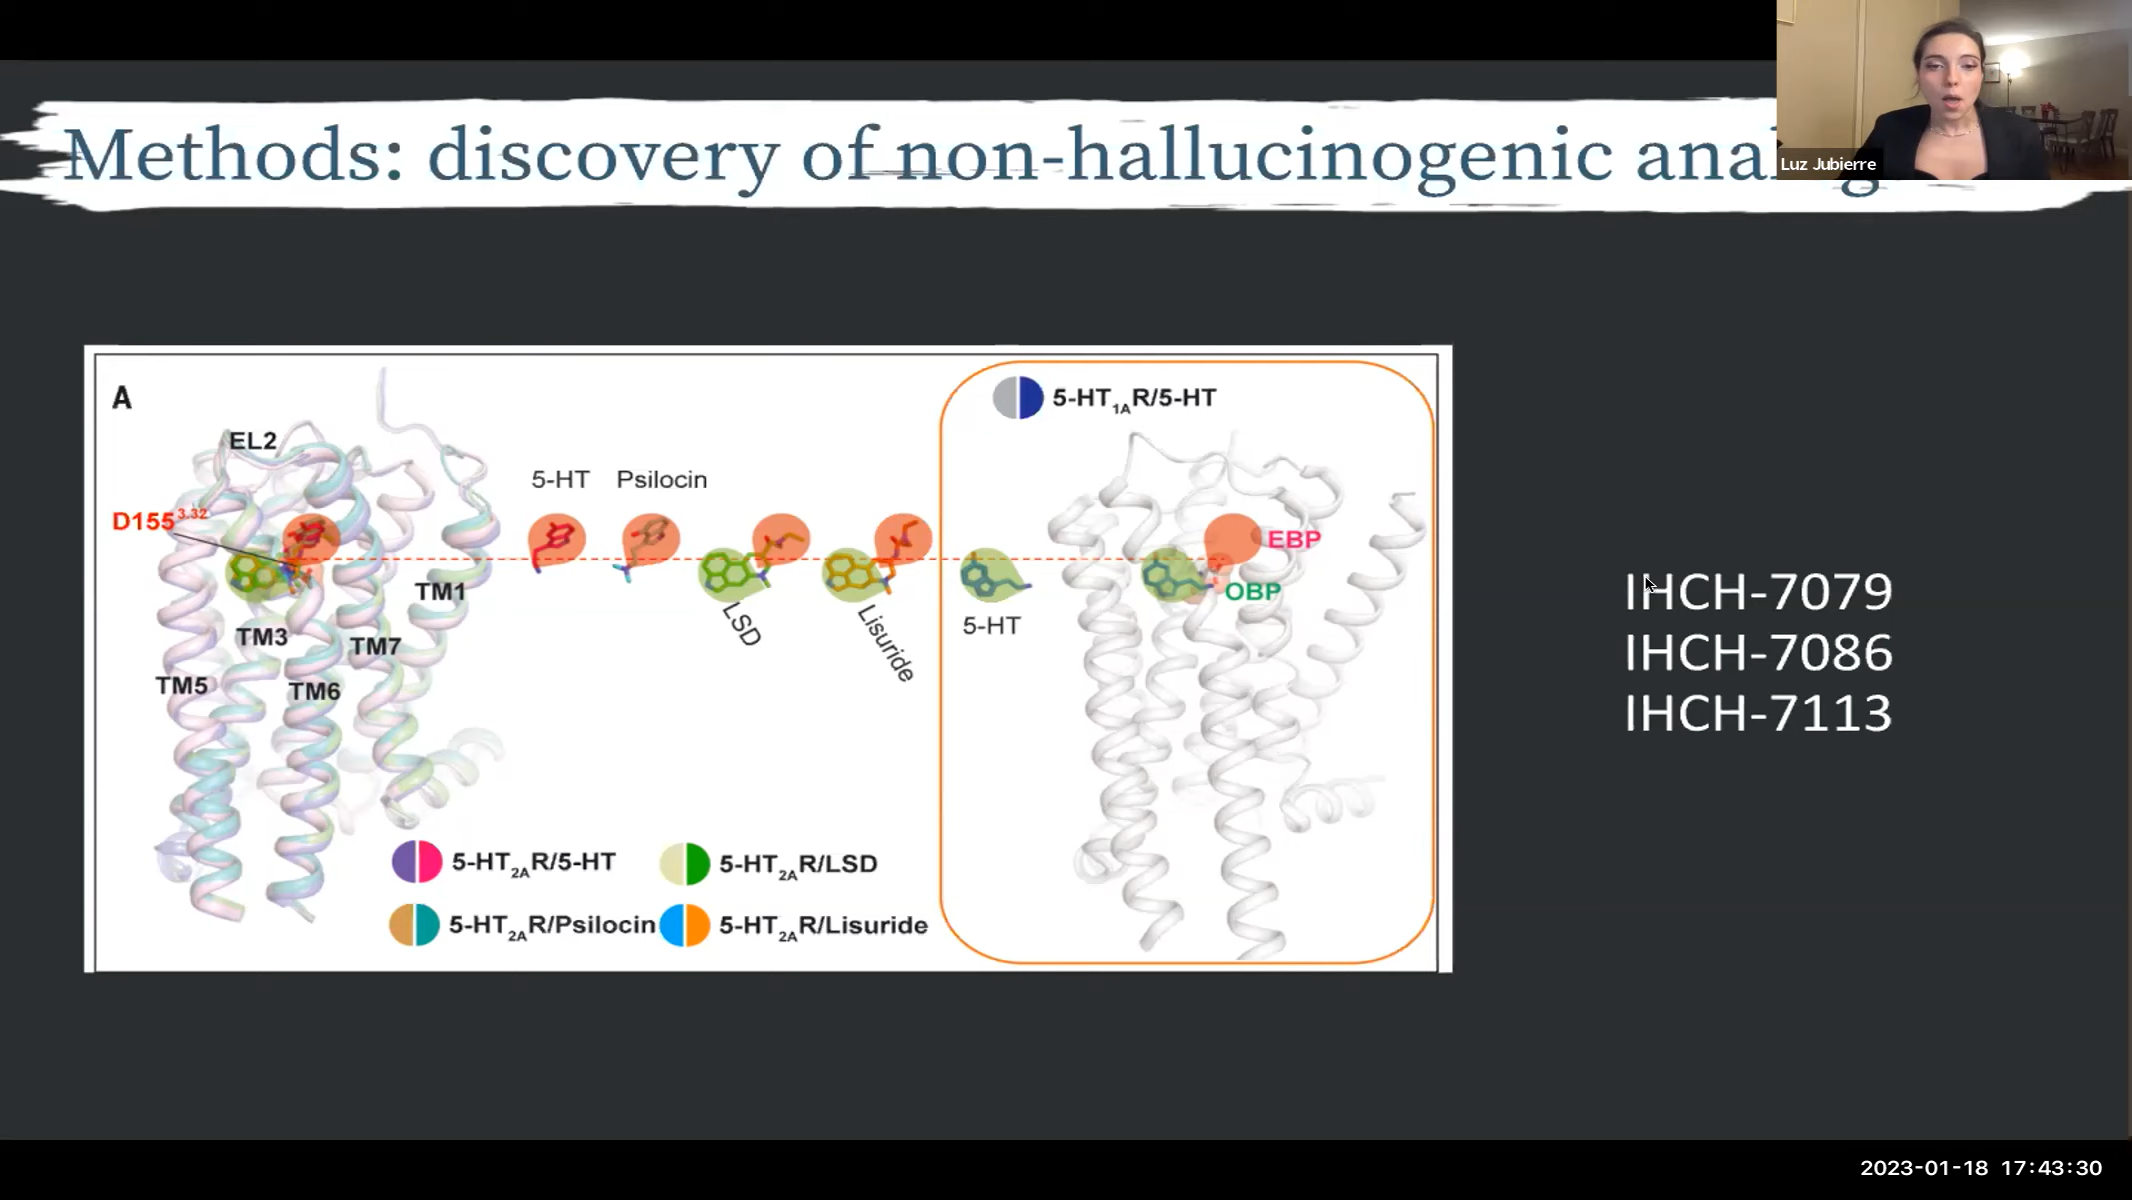 Methods: discovery of non-hallucinogenic
Luz Jubierre
A
EL2
D155 3.32
TM1
TM3
TM7
TM5
TM6
5-HT Psilocin
LSD
Lisuride
5-HT
5-HT1AR/5-HT
EBP
OBP
5-HT2AR/5-HT
5-HT2AR/LSD
5-HT2AR/Psilocin
5-HT2AR/Lisuride
IHCH-7079
IHCH-7086
IHCH-7113
2023-01-18 17:43:30